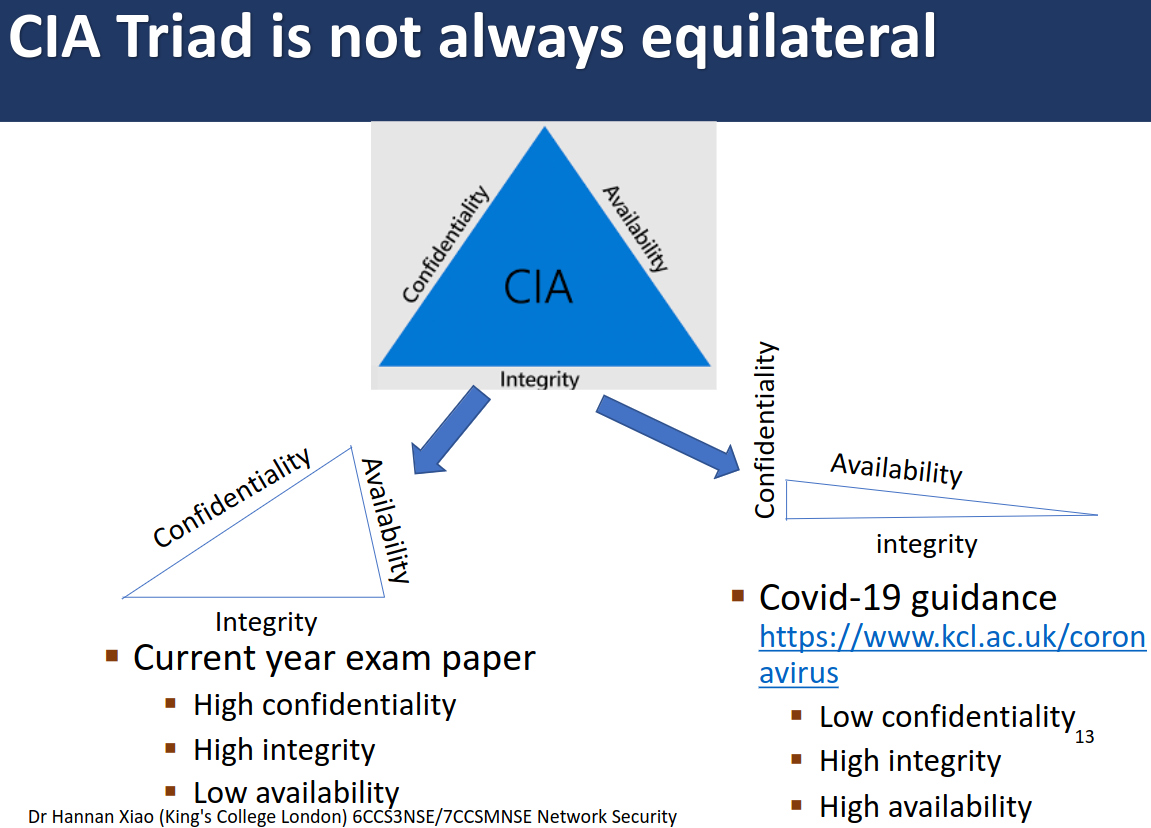 CIA Triad is not always equilateral
Confidentiality
Availability
CIA
Integrity
Confidentiality
Availability
Integrity
Current year exam paper
High confidentiality
High integrity
Low availability
Confidentiality
Availability
integrity
Covid-19 guidance
https://www.kcl.ac.uk/coron
avirus
Low confidentiality
High integrity
High availability
13
Dr Hannan Xiao (King's College London) 6CCS3NSE/7CCSMNSE Network Security